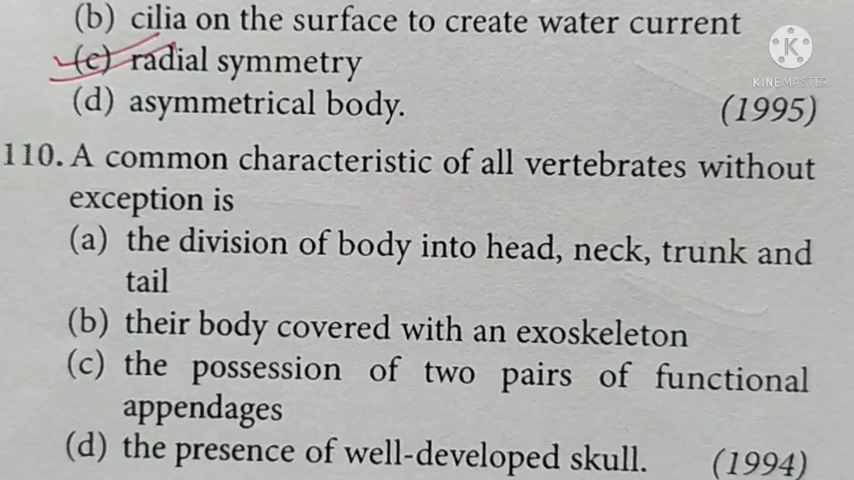 (b) cilia on the surface to create water current
(c) radial symmetry
(d) asymmetrical body. (1995)
110. A common characteristic of all vertebrates without
exception is
(a) the division of body into head, neck, trunk and
tail
(b) their body covered with an exoskeleton
(c) the possession of two pairs of functional
appendages
(d) the presence of well-developed skull. (1994)
K
KINEMASTER